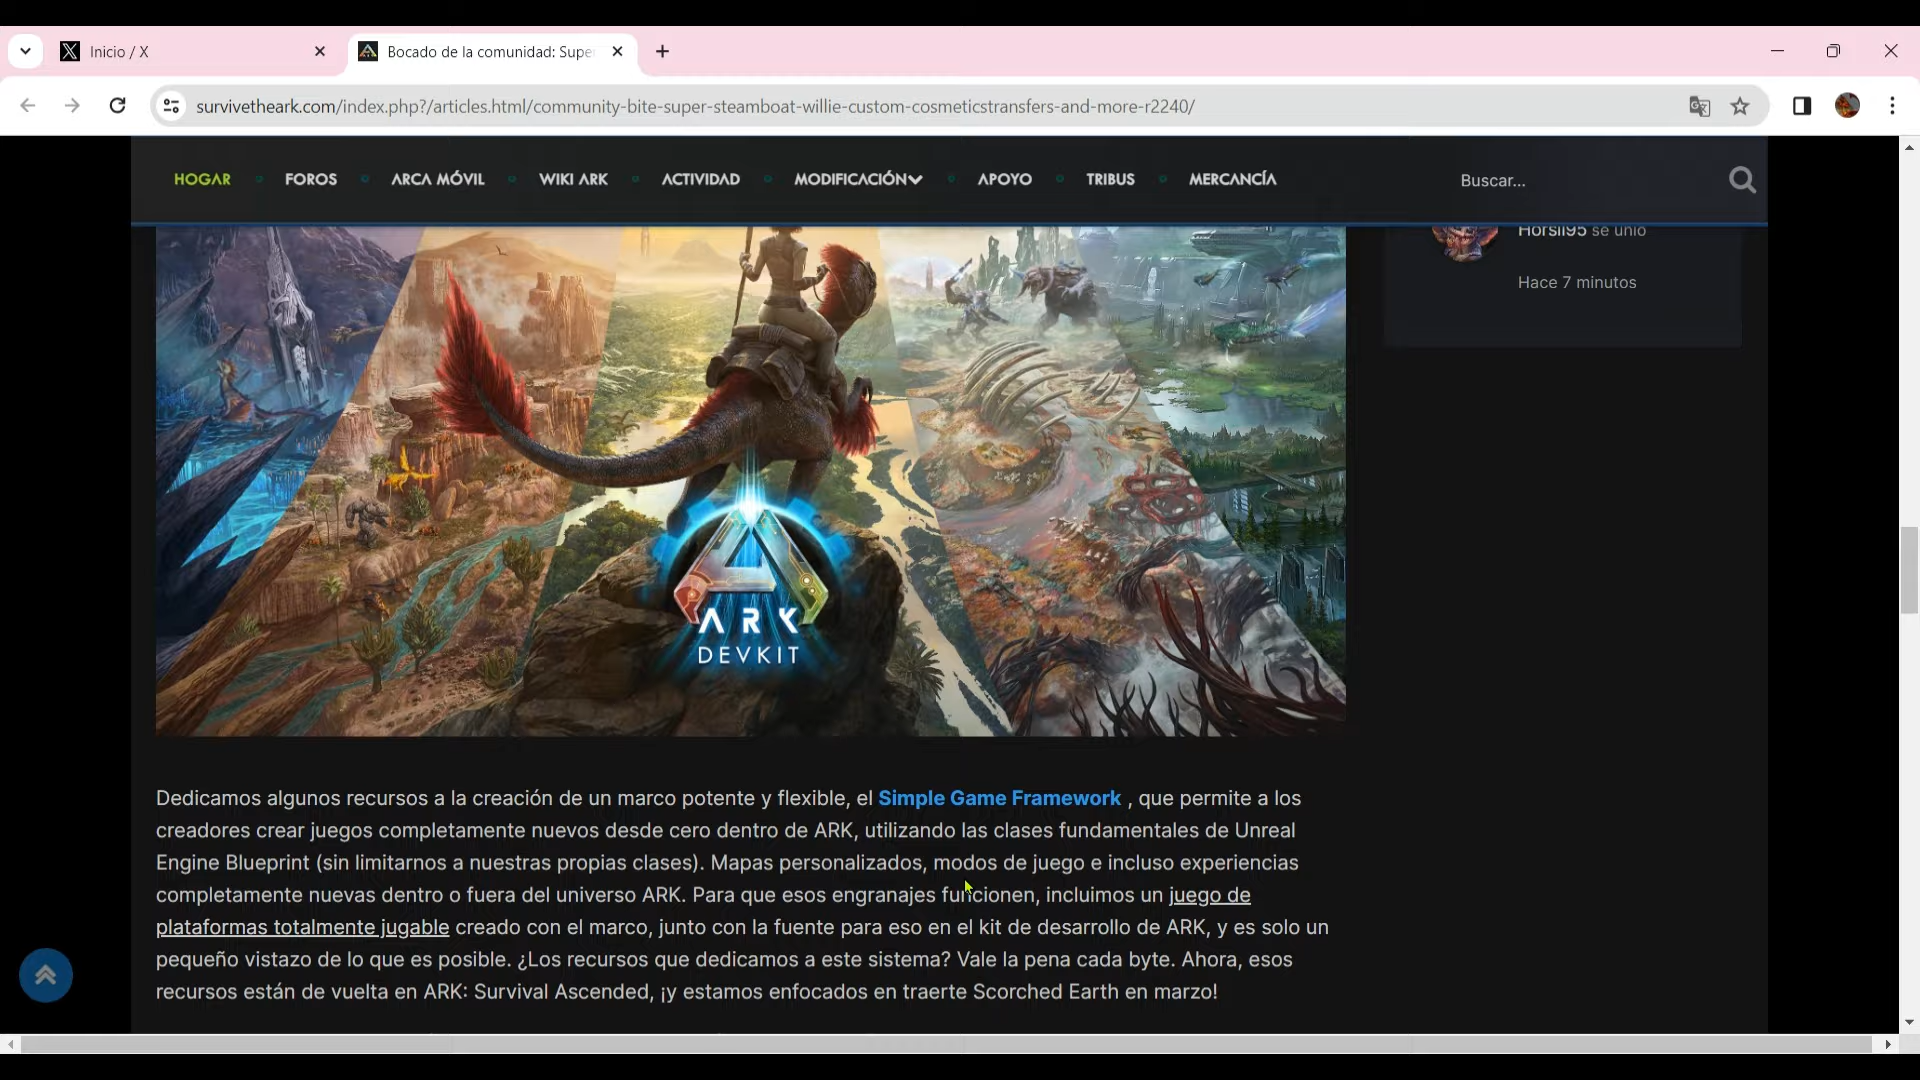 Inicio / X
Bocado de la comunidad: Supe
survivetheark.com/index.php?/articles.html/community-bite-super-steamboat-willie-custom-cosmeticstransfers-and-more-r2240/
HOGAR FOROS ARCA MÓVIL WIKI ARK ACTIVIDAD MODIFICACIÓN APOYO TRIBUS MERCANCÍA Buscar...
Horsii95 se unió
Hace 7 minutos
ARK
DEVKIT
Dedicamos algunos recursos a la creación de un marco potente y flexible, el Simple Game Framework , que permite a los
creadores crear juegos completamente nuevos desde cero dentro de ARK, utilizando las clases fundamentales de Unreal
Engine Blueprint (sin limitarnos a nuestras propias clases). Mapas personalizados, modos de juego e incluso experiencias
completamente nuevas dentro o fuera del universo ARK. Para que esos engranajes funcionen, incluimos un juego de
plataformas totalmente jugable creado con el marco, junto con la fuente para eso en el kit de desarrollo de ARK, y es solo un
pequeño vistazo de lo que es posible. ¿Los recursos que dedicamos a este sistema? Vale la pena cada byte. Ahora, esos
recursos están de vuelta en ARK: Survival Ascended, ¡y estamos enfocados en traerte Scorched Earth en marzo!